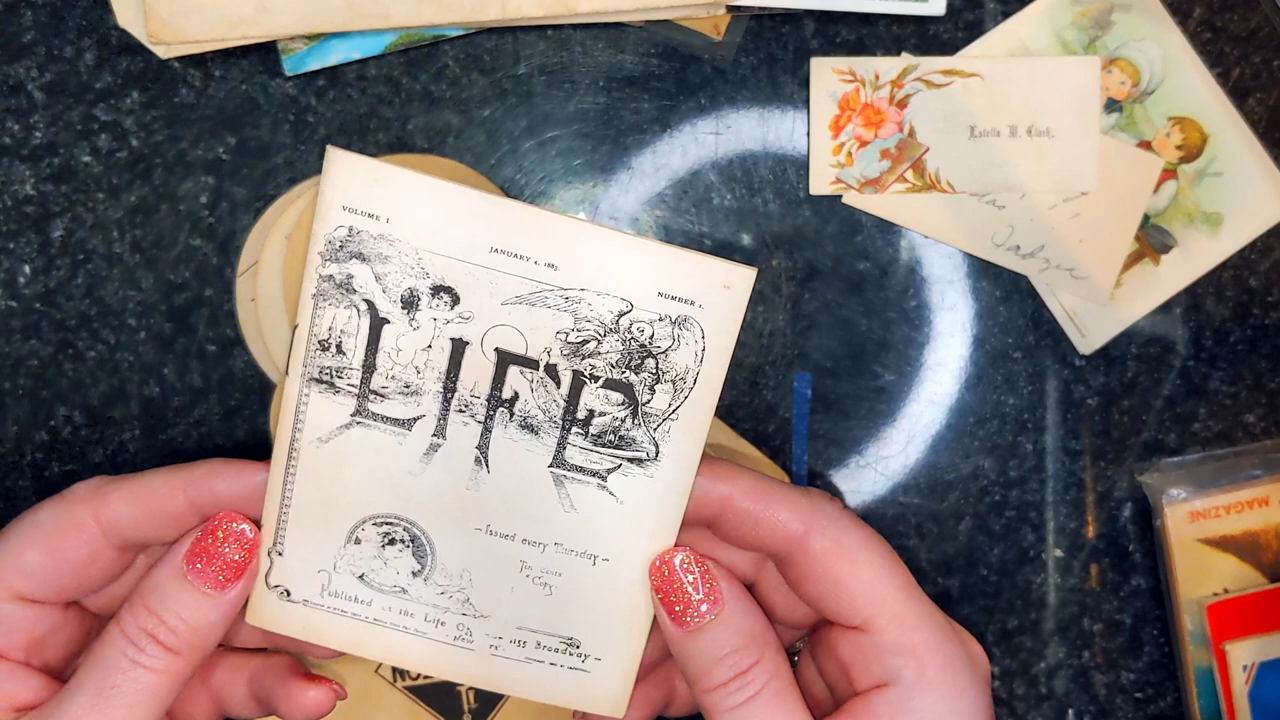 VOLUME I.
JANUARY 4, 1883.
NUMBER 1.
LIFE
Issued every Thursday
Ten Cents
a Copy.
Published at the Life
New 1155 Broadway
Estella W. Clark.
MAGAZINE